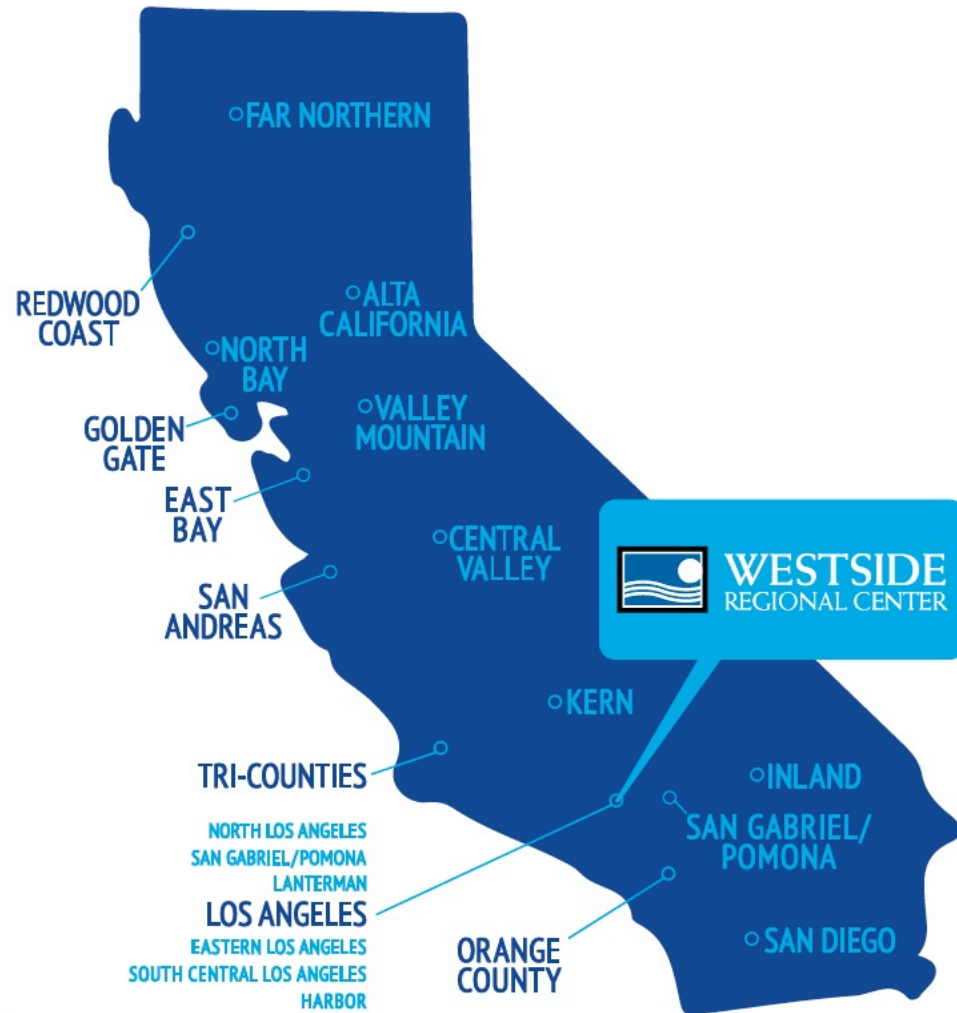 FAR NORTHERN
REDWOOD
COAST
ALTA
CALIFORNIA
NORTH
BAY
GOLDEN
GATE
VALLEY
MOUNTAIN
EAST
BAY
CENTRAL
VALLEY
WESTSIDE
REGIONAL CENTER
SAN
ANDREAS
KERN
TRI-COUNTIES
INLAND
SAN GABRIEL/
POMONA
NORTH LOS ANGELES
SAN GABRIEL/POMONA
LANTERMAN
LOS ANGELES
EASTERN LOS ANGELES
SOUTH CENTRAL LOS ANGELES
HARBOR
ORANGE
COUNTY
SAN DIEGO